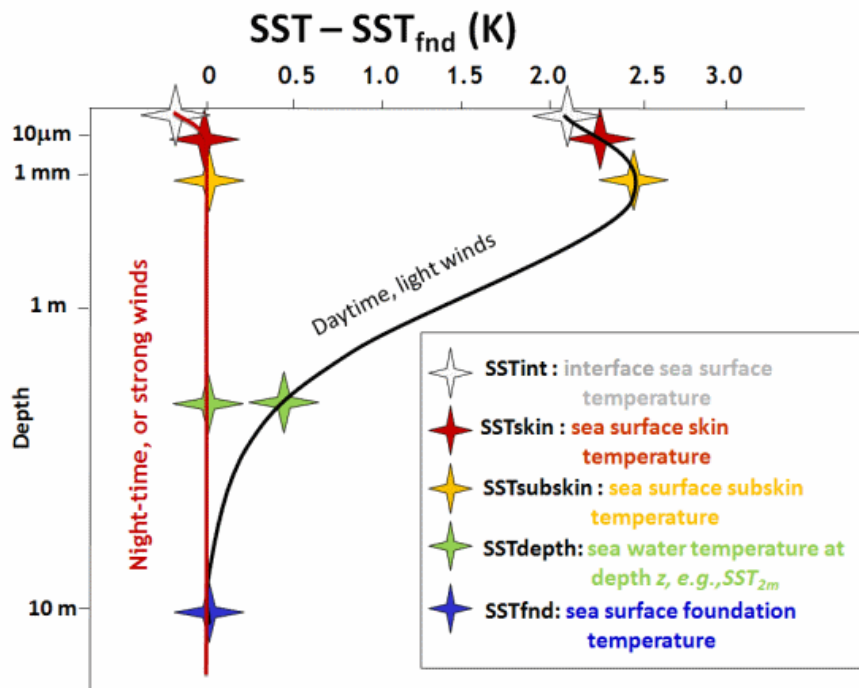 SST – SSTfnd (K)
0 0.5 1.0 1.5 2.0 2.5 3.0
10μm
1 mm
1 m
10 m
Depth
Night-time, or strong winds
Daytime, light winds
SSTint : interface sea surface
temperature
SSTskin : sea surface skin
temperature
SSTsubskin : sea surface subskin
temperature
SSTdepth: sea water temperature at
depth z, e.g.,SST2m
SSTfnd: sea surface foundation
temperature